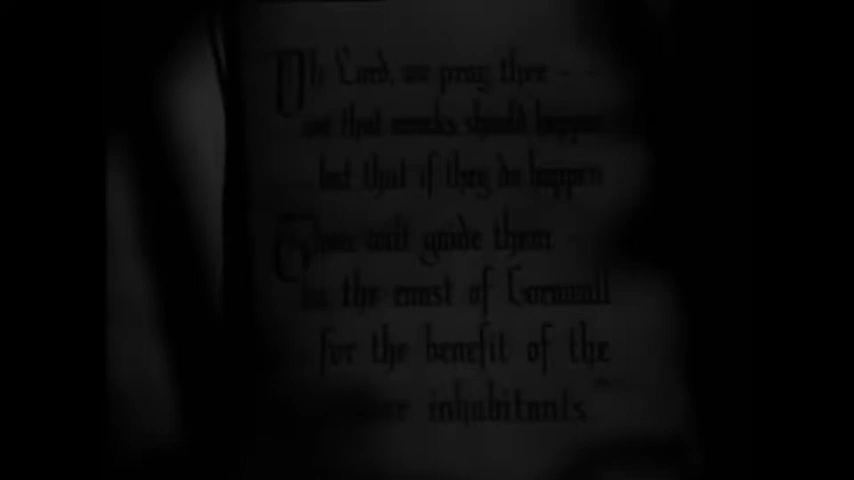 Oh Lord, we pray thee - -
not that wrecks should happen
but that if they do happen
Thou wilt guide them -
to the coast of Cornwall
for the benefit of the
inhabitants."